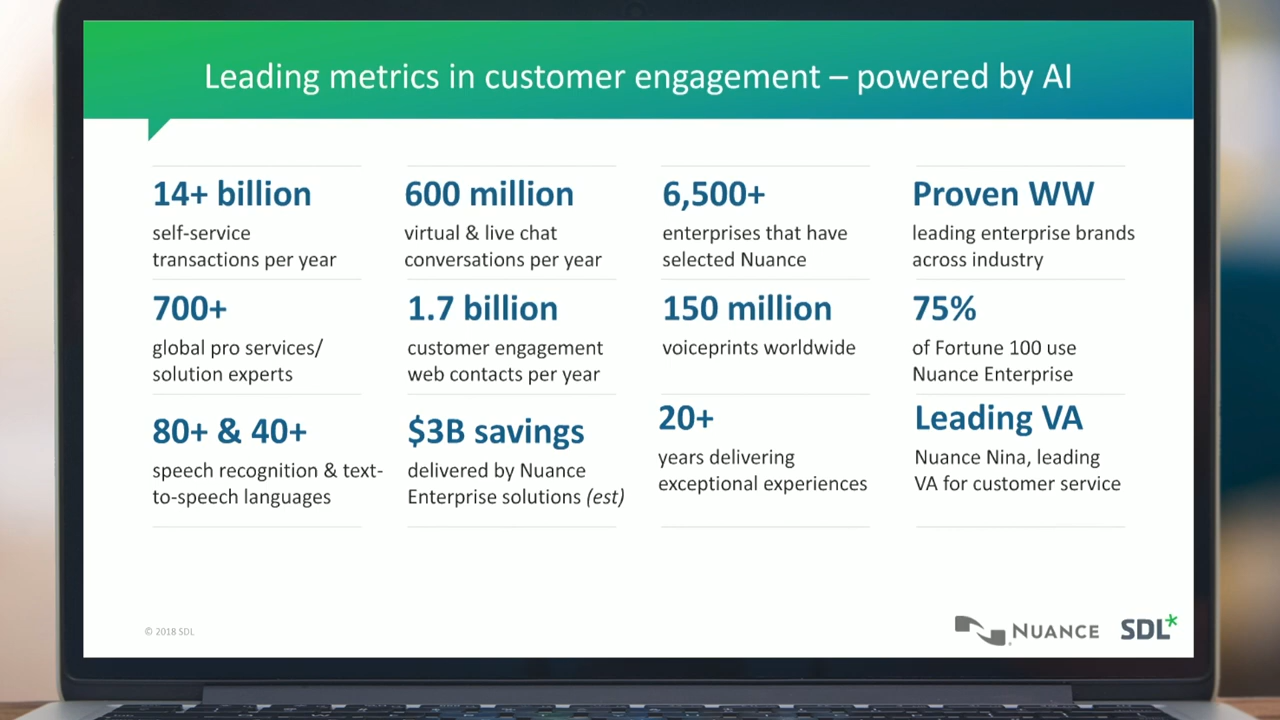 Leading metrics in customer engagement – powered by AI
14+ billion
self-service
transactions per year
600 million
virtual & live chat
conversations per year
6,500+
enterprises that have
selected Nuance
Proven WW
leading enterprise brands
across industry
700+
global pro services/
solution experts
1.7 billion
customer engagement
web contacts per year
150 million
voiceprints worldwide
75%
of Fortune 100 use
Nuance Enterprise
80+ & 40+
speech recognition & text-
to-speech languages
$3B savings
delivered by Nuance
Enterprise solutions (est)
20+
years delivering
exceptional experiences
Leading VA
Nuance Nina, leading
VA for customer service
© 2018 SDL
NUANCE
SDL*